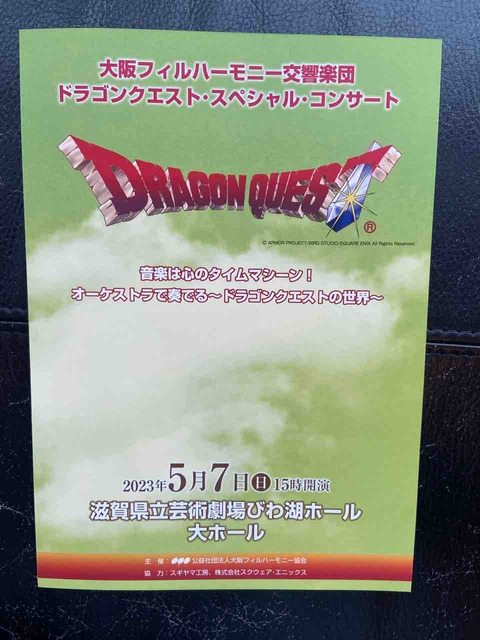 大阪フィルハーモニー交響楽団
ドラゴンクエスト・スペシャル・コンサート
DRAGON QUEST
®
© ARMOR PROJECT/BIRD STUDIO/SQUARE ENIX All Rights Reserved.
音楽は心のタイムマシーン！
オーケストラで奏でる～ドラゴンクエストの世界～
2023年5月7日(日)15時開演
滋賀県立芸術劇場びわ湖ホール
大ホール
主催：公益社団法人大阪フィルハーモニー協会
協力：スギヤマ工房、株式会社スクウェア・エニックス